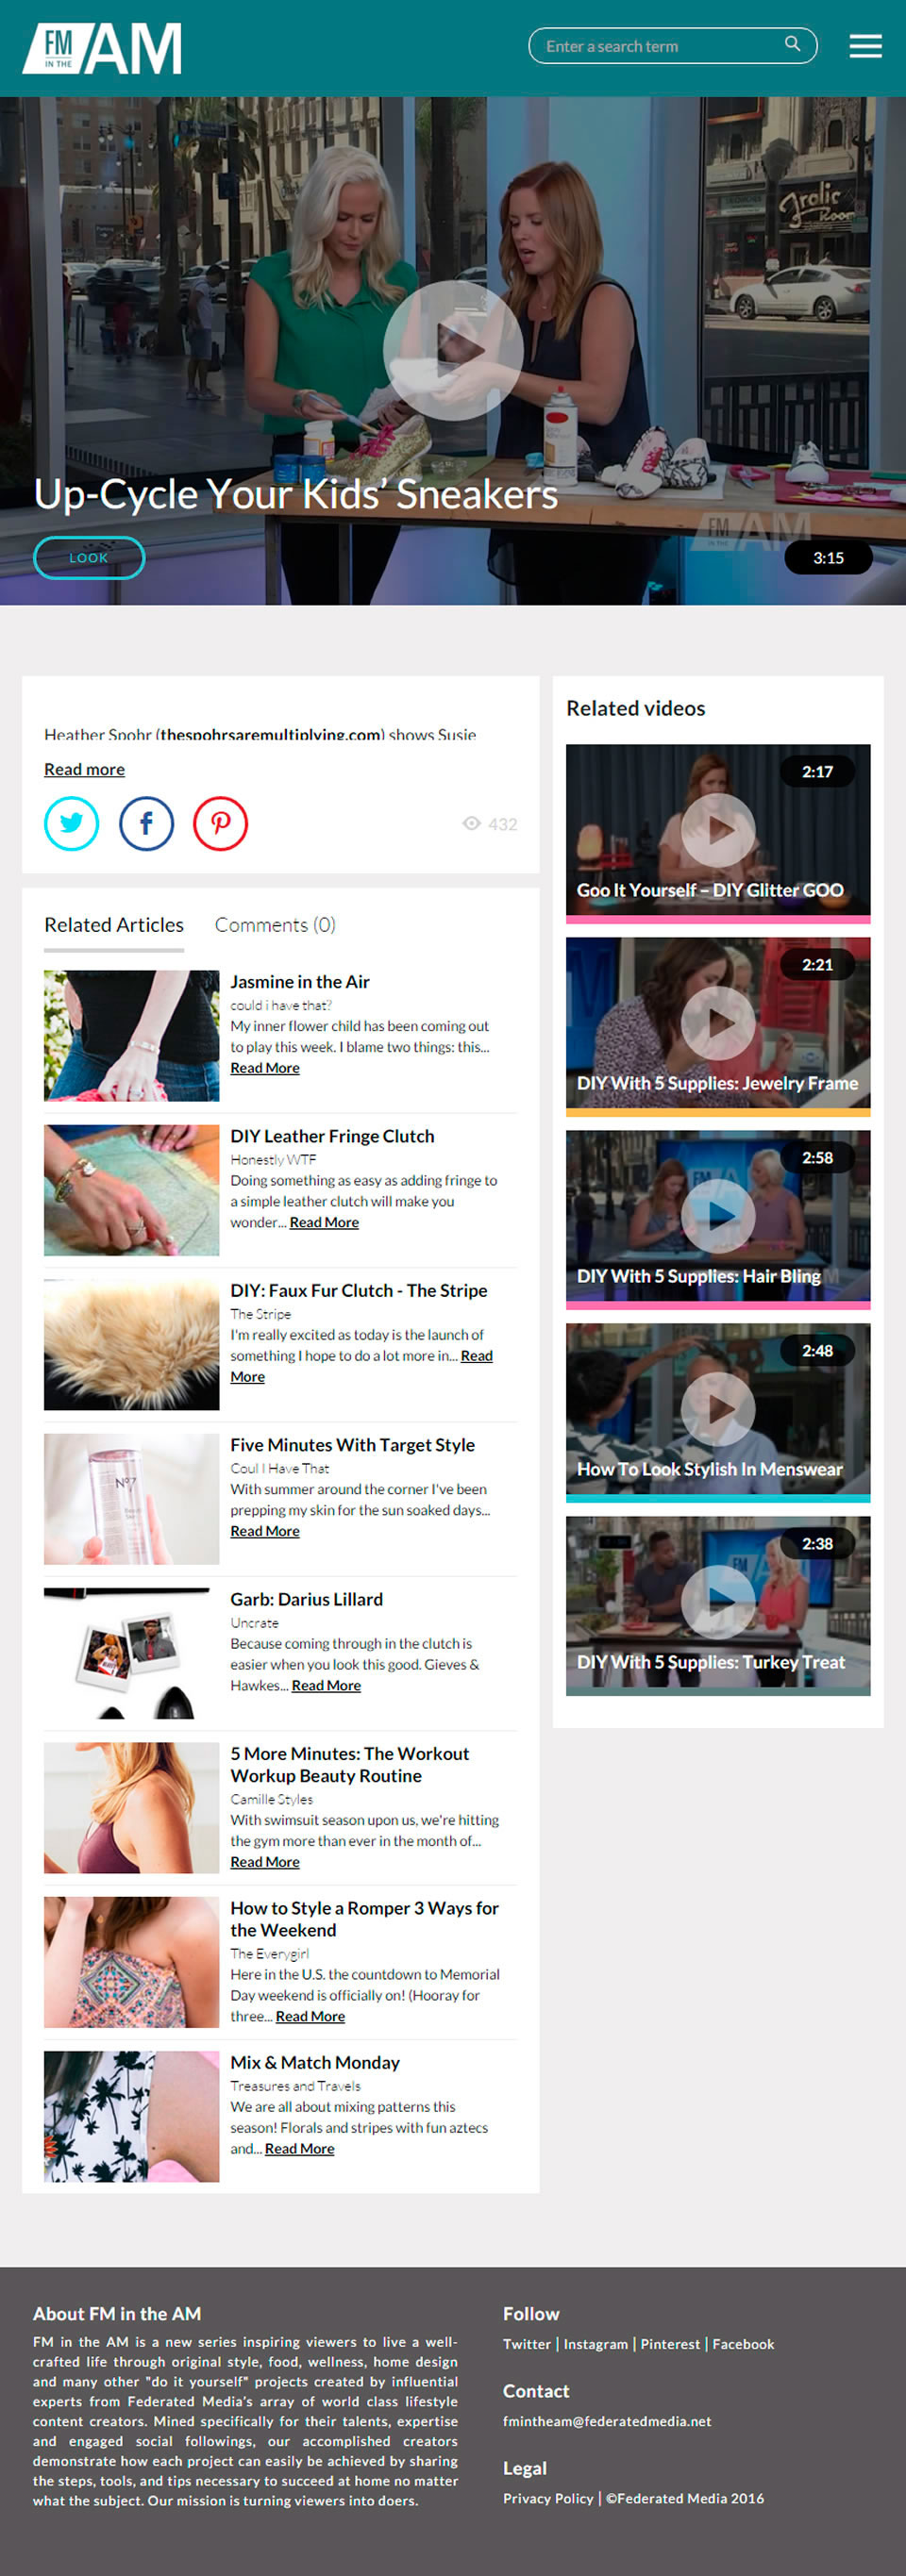 FM
IN THE
AM
Enter a search term
Frolic
Room
Up-Cycle Your Kids' Sneakers
FM
IN THE
AM
LOOK
3:15
Heather Spohr (thespohrsaremultiplying.com) shows Susie
Read more
432
Related Articles
Comments (0)
Jasmine in the Air
could i have that?
My inner flower child has been coming out
to play this week. I blame two things: this...
Read More
DIY Leather Fringe Clutch
Honestly WTF
Doing something as easy as adding fringe to
a simple leather clutch will make you
wonder... Read More
DIY: Faux Fur Clutch - The Stripe
The Stripe
I'm really excited as today is the launch of
something I hope to do a lot more in... Read
More
Five Minutes With Target Style
Coul I Have That
With summer around the corner I've been
prepping my skin for the sun soaked days...
Read More
Nº7
Garb: Darius Lillard
Uncrate
Because coming through in the clutch is
easier when you look this good. Gieves &
Hawkes... Read More
5 More Minutes: The Workout
Workup Beauty Routine
Camille Styles
With swimsuit season upon us, we're hitting
the gym more than ever in the month of...
Read More
How to Style a Romper 3 Ways for
the Weekend
The Everygirl
Here in the U.S. the countdown to Memorial
Day weekend is officially on! (Hooray for
three... Read More
Mix & Match Monday
Treasures and Travels
We are all about mixing patterns this
season! Florals and stripes with fun aztecs
and... Read More
Related videos
2:17
Goo It Yourself – DIY Glitter GOO
2:21
DIY With 5 Supplies: Jewelry Frame
2:58
DIY With 5 Supplies: Hair Bling
2:48
How To Look Stylish In Menswear
2:38
DIY With 5 Supplies: Turkey Treat
About FM in the AM
FM in the AM is a new series inspiring viewers to live a well-
crafted life through original style, food, wellness, home design
and many other "do it yourself" projects created by influential
experts from Federated Media's array of world class lifestyle
content creators. Mined specifically for their talents, expertise
and engaged social followings, our accomplished creators
demonstrate how each project can easily be achieved by sharing
the steps, tools, and tips necessary to succeed at home no matter
what the subject. Our mission is turning viewers into doers.
Follow
Twitter | Instagram | Pinterest | Facebook
Contact
fmintheam@federatedmedia.net
Legal
Privacy Policy | ©Federated Media 2016